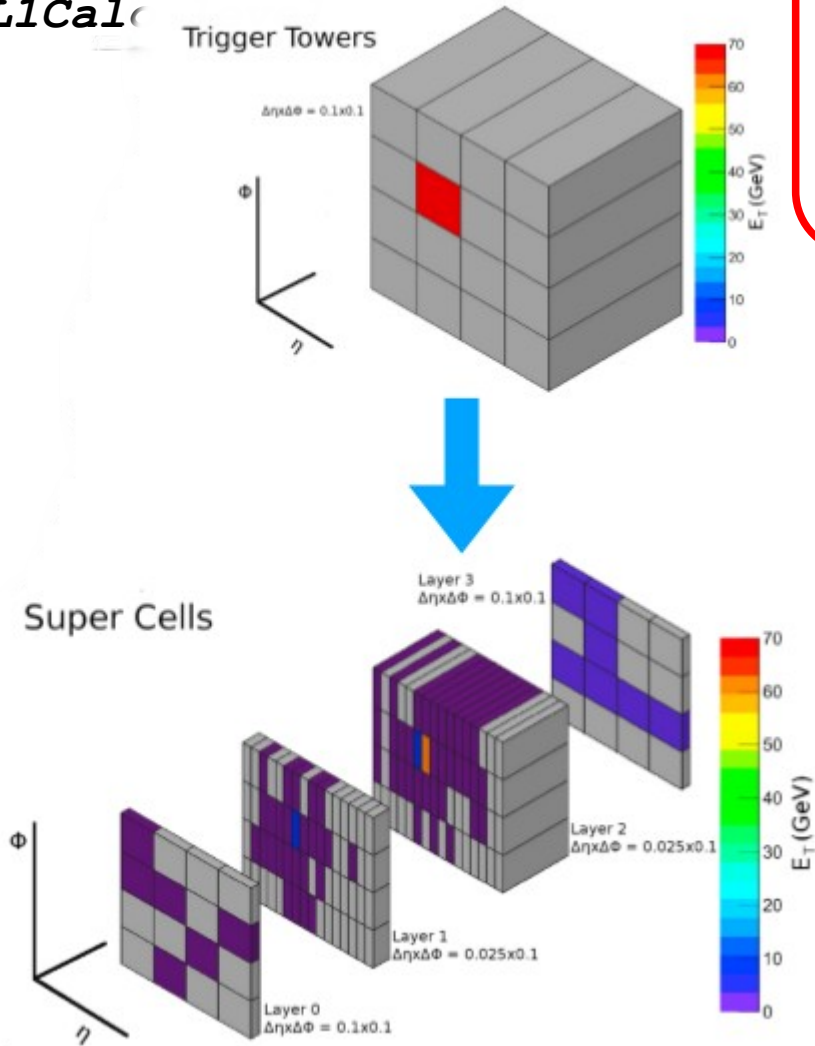 L1Cal
Trigger Towers
ΔηxΔΦ = 0.1x0.1
Φ
η
70
60
50
40
30
20
10
0
E_T (GeV)
Layer 3
ΔηxΔΦ = 0.1x0.1
Super Cells
Layer 2
ΔηxΔΦ = 0.025x0.1
Layer 1
ΔηxΔΦ = 0.025x0.1
Layer 0
ΔηxΔΦ = 0.1x0.1
Φ
η
70
60
50
40
30
20
10
0
E_T (GeV)